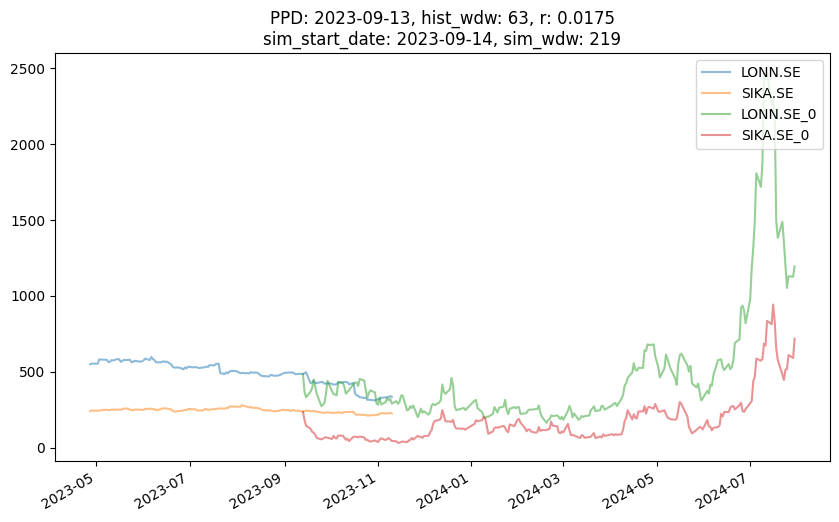 PPD: 2023-09-13, hist_wdw: 63, r: 0.0175
sim_start_date: 2023-09-14, sim_wdw: 219
LONN.SE
SIKA.SE
LONN.SE_0
SIKA.SE_0
2500
2000
1500
1000
500
0
2023-05
2023-07
2023-09
2023-11
2024-01
2024-03
2024-05
2024-07